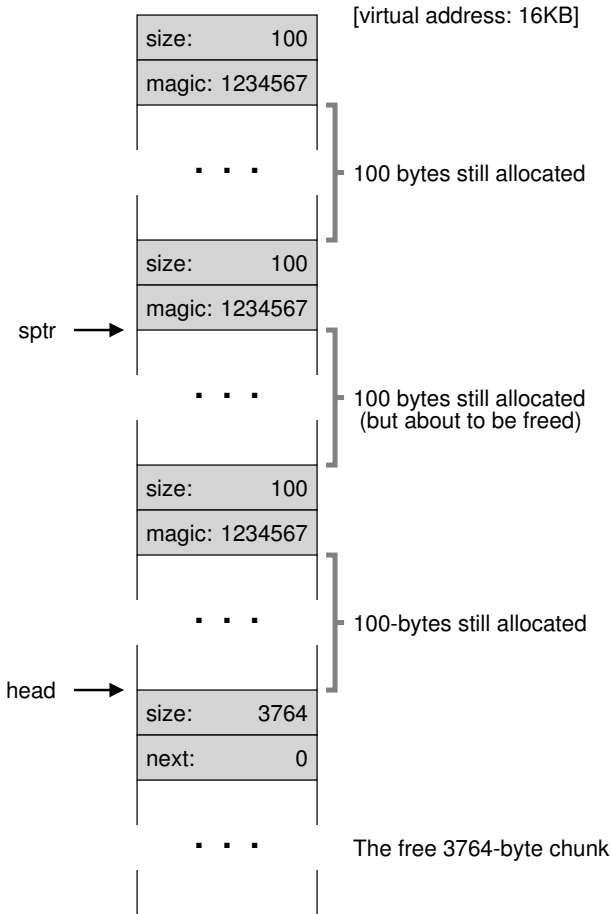 [virtual address: 16KB]
size: 100
magic: 1234567
. . .
100 bytes still allocated
size: 100
magic: 1234567
sptr
. . .
100 bytes still allocated
(but about to be freed)
size: 100
magic: 1234567
. . .
100-bytes still allocated
head
size: 3764
next: 0
. . .
The free 3764-byte chunk